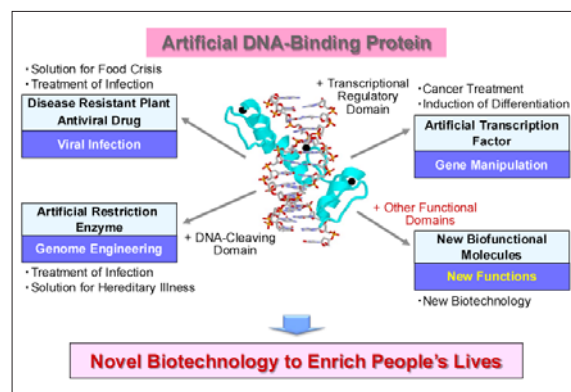 Artificial DNA-Binding Protein
・Solution for Food Crisis
・Treatment of Infection
Disease Resistant Plant
Antiviral Drug
Viral Infection
+ Transcriptional
Regulatory
Domain
・Cancer Treatment
・Induction of Differentiation
Artificial Transcription
Factor
Gene Manipulation
Artificial Restriction
Enzyme
Genome Engineering
・Treatment of Infection
・Solution for Hereditary Illness
+ DNA-Cleaving
Domain
+ Other Functional
Domains
New Biofunctional
Molecules
New Functions
・New Biotechnology
Novel Biotechnology to Enrich People's Lives